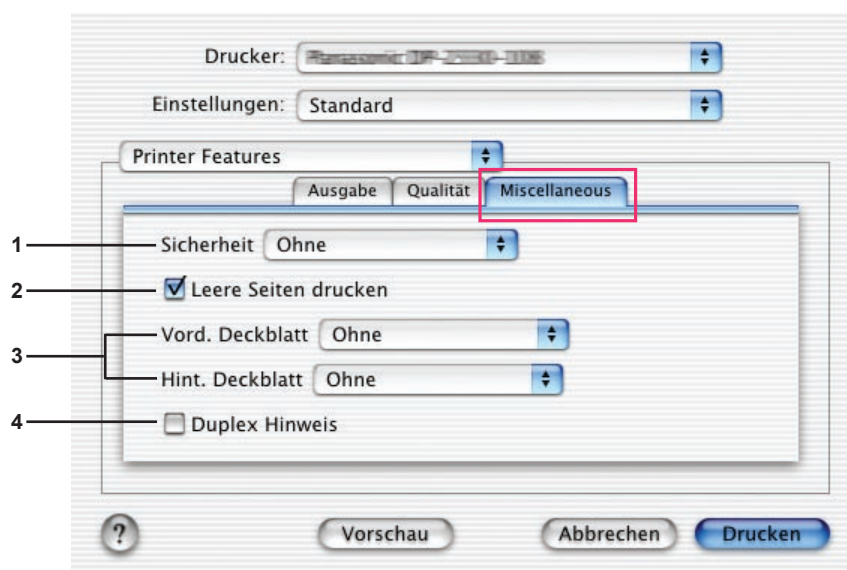 Drucker:
Einstellungen: Standard
Printer Features
Ausgabe Qualität Miscellaneous
1 Sicherheit Ohne
2 Leere Seiten drucken
Vord. Deckblatt Ohne
3
Hint. Deckblatt Ohne
4 Duplex Hinweis
? Vorschau Abbrechen Drucken